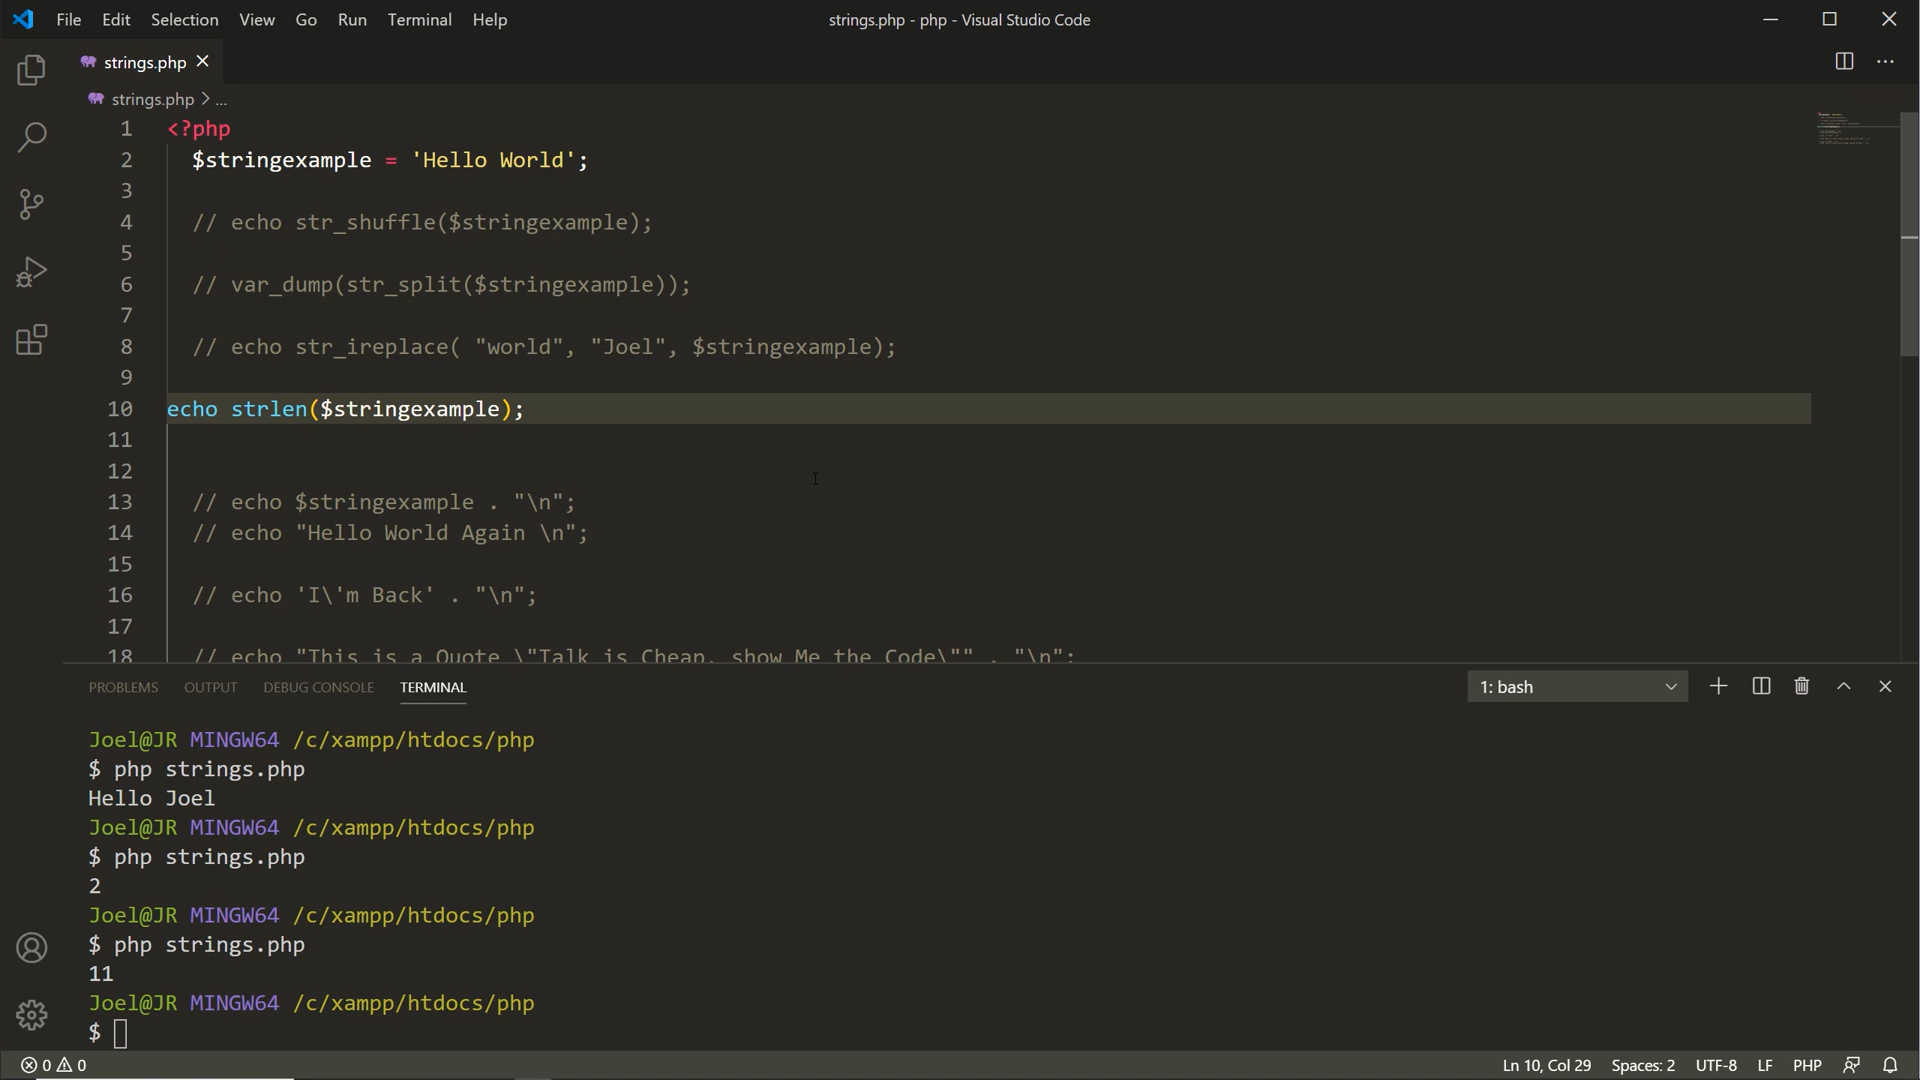 File Edit Selection View Go Run Terminal Help strings.php - php - Visual Studio Code
strings.php
strings.php > ...
1 <?php
2 $stringexample = 'Hello World';
3
4 // echo str_shuffle($stringexample);
5
6 // var_dump(str_split($stringexample));
7
8 // echo str_ireplace( "world", "Joel", $stringexample);
9
10 echo strlen($stringexample);
11
12
13 // echo $stringexample . "\n";
14 // echo "Hello World Again \n";
15
16 // echo 'I\'m Back' . "\n";
17
18 // echo "This is a Quote \"Talk is Cheap, show Me the Code\"" . "\n";
PROBLEMS OUTPUT DEBUG CONSOLE TERMINAL 1: bash
Joel@JR MINGW64 /c/xampp/htdocs/php
$ php strings.php
Hello Joel
Joel@JR MINGW64 /c/xampp/htdocs/php
$ php strings.php
2
Joel@JR MINGW64 /c/xampp/htdocs/php
$ php strings.php
11
Joel@JR MINGW64 /c/xampp/htdocs/php
$
0 0 Ln 10, Col 29 Spaces: 2 UTF-8 LF PHP